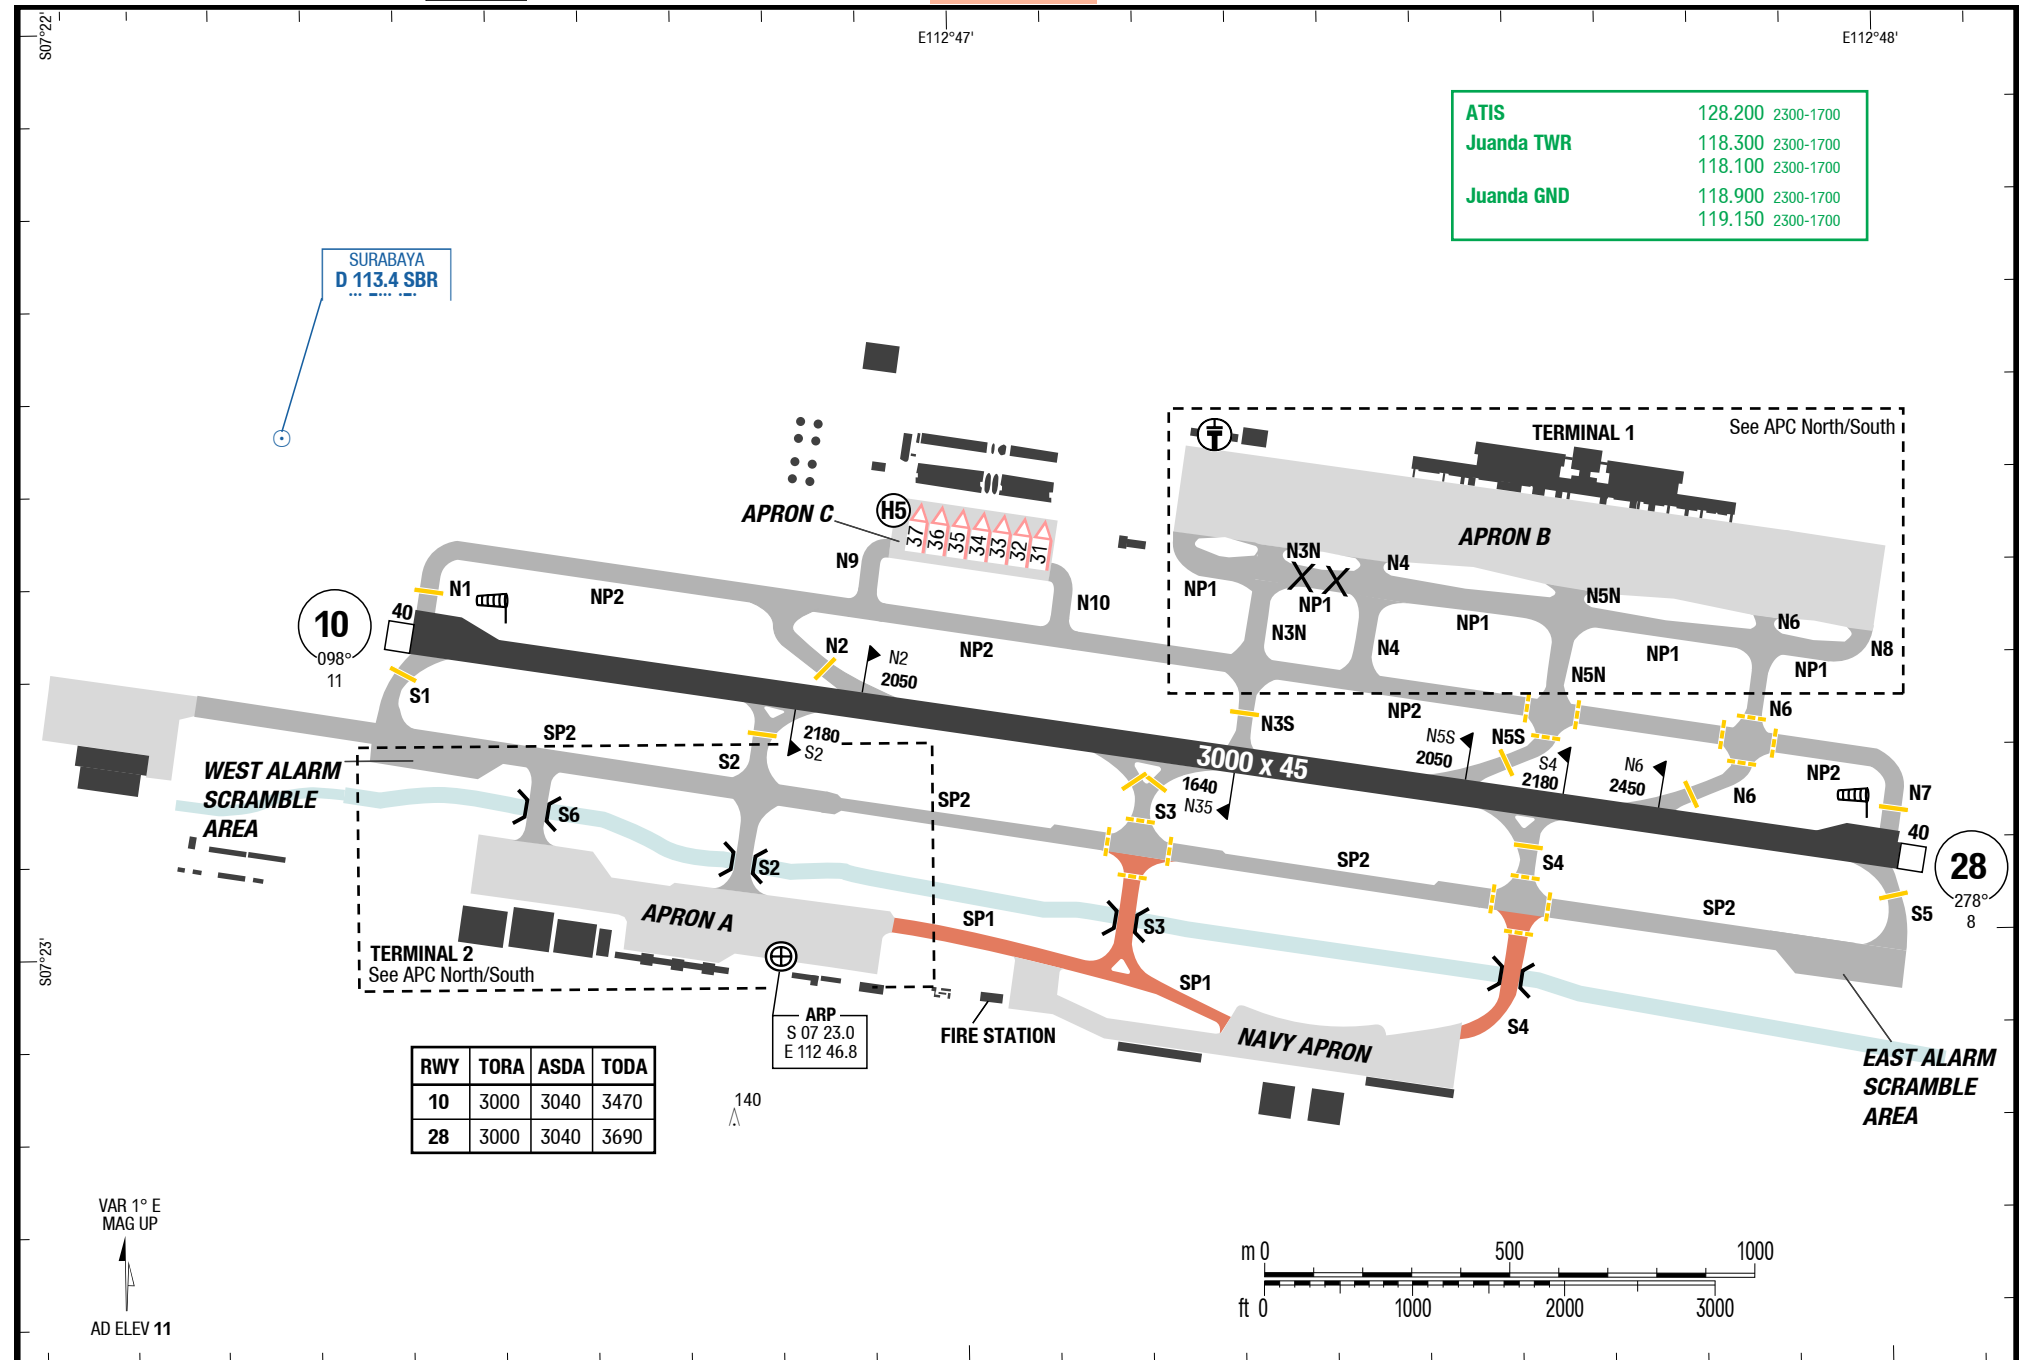 E112°47'
E112°48'
S07°22'
ATIS 128.200 2300-1700
Juanda TWR 118.300 2300-1700
118.100 2300-1700
Juanda GND 118.900 2300-1700
119.150 2300-1700
SURABAYA
D 113.4 SBR
TERMINAL 1
See APC North/South
APRON C
H5
37
36
35
34
33
32
31
APRON B
N9
N10
N3N
N4
NP1
NP1
N5N
NP1
N6
N1
NP2
N3N
N4
NP1
NP1
N8
10
098°
11
40
N2
N2
2050
NP2
N5N
S1
N3S
NP2
N6
SP2
S2
2180
S2
N5S
2050
N5S
S4
2180
N6
2450
N6
NP2
N7
3000 x 45
WEST ALARM
SCRAMBLE
AREA
S6
SP2
1640
N35
S3
40
28
278°
8
S2
SP2
S4
SP2
S5
APRON A
SP1
S3
TERMINAL 2
See APC North/South
S07°23'
SP1
S4
ARP
S 07 23.0
E 112 46.8
FIRE STATION
NAVY APRON
EAST ALARM
SCRAMBLE
AREA
RWY TORA ASDA TODA
10 3000 3040 3470
28 3000 3040 3690
140
VAR 1° E
MAG UP
AD ELEV 11
m 0 500 1000
ft 0 1000 2000 3000